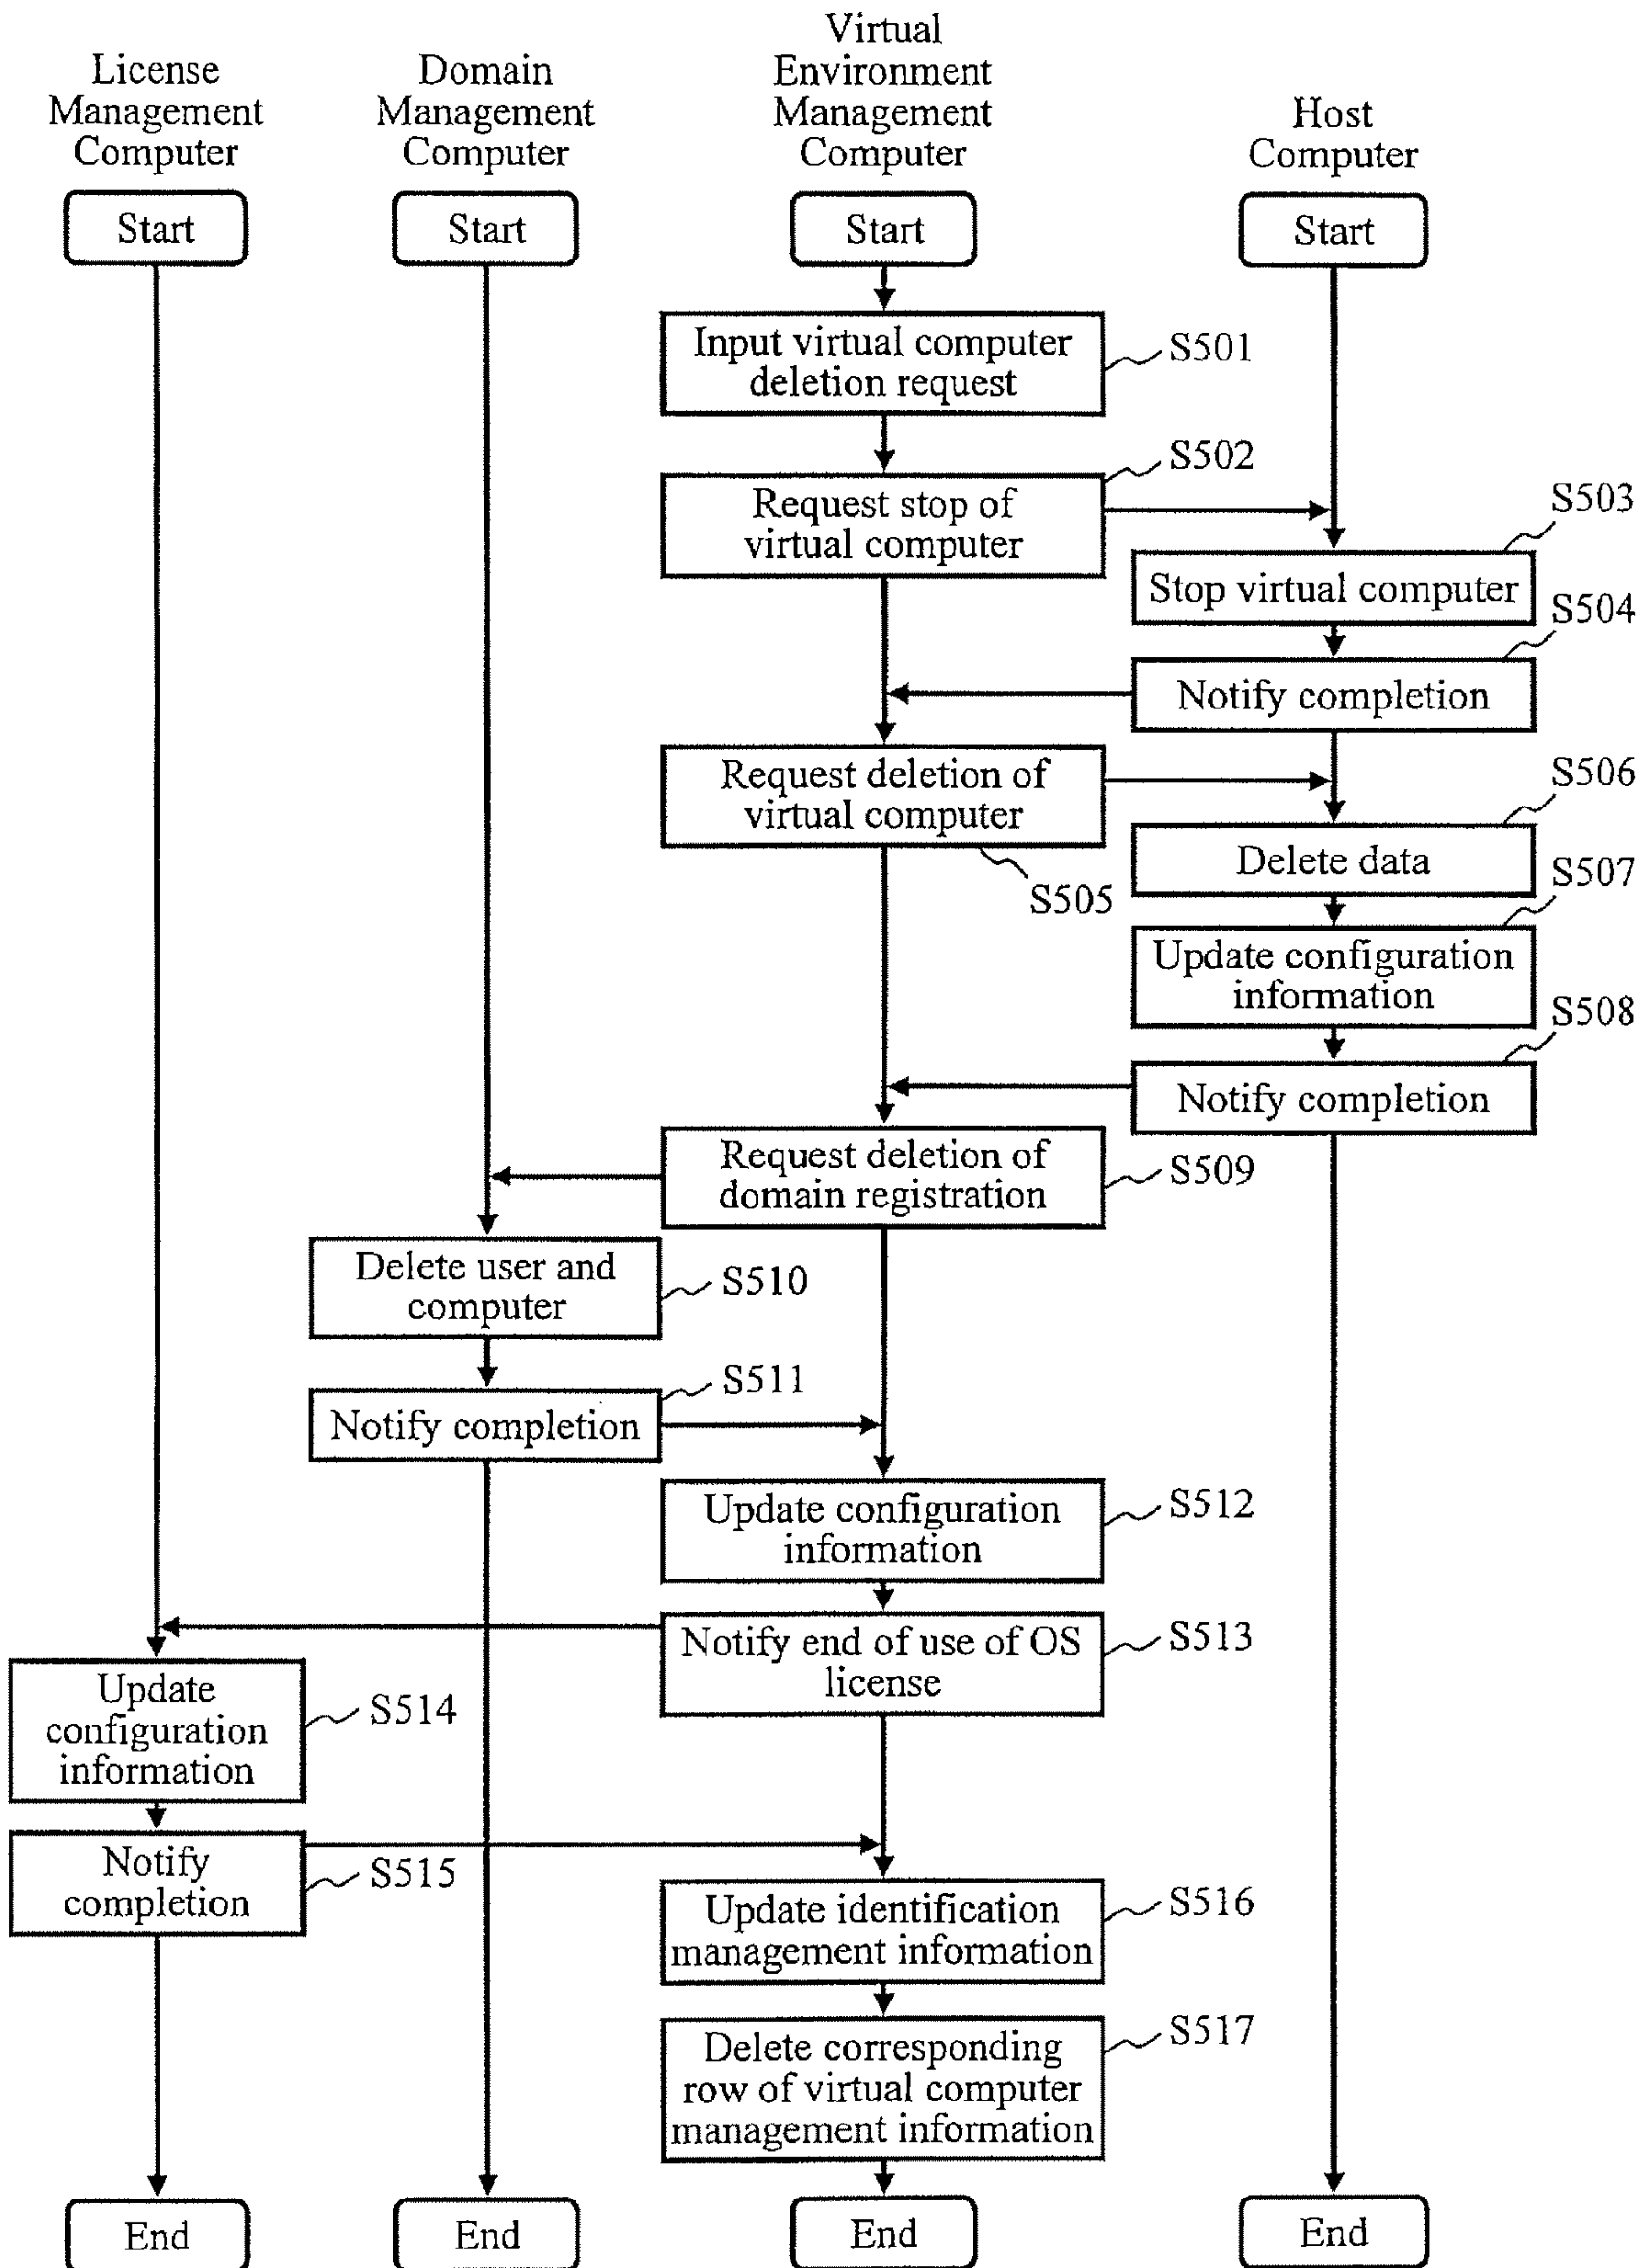 License
Management
Computer
Domain
Management
Computer
Virtual
Environment
Management
Computer
Host
Computer
Start
Start
Start
Start
Input virtual computer
deletion request
S501
Request stop of
virtual computer
S502
Stop virtual computer
S503
Notify completion
S504
Request deletion of
virtual computer
S505
Delete data
S506
Update configuration
information
S507
Notify completion
S508
Request deletion of
domain registration
S509
Delete user and
computer
S510
Notify completion
S511
Update configuration
information
S512
Notify end of use of OS
license
S513
Update
configuration
information
S514
Notify
completion
S515
Update identification
management information
S516
Delete corresponding
row of virtual computer
management information
S517
End
End
End
End